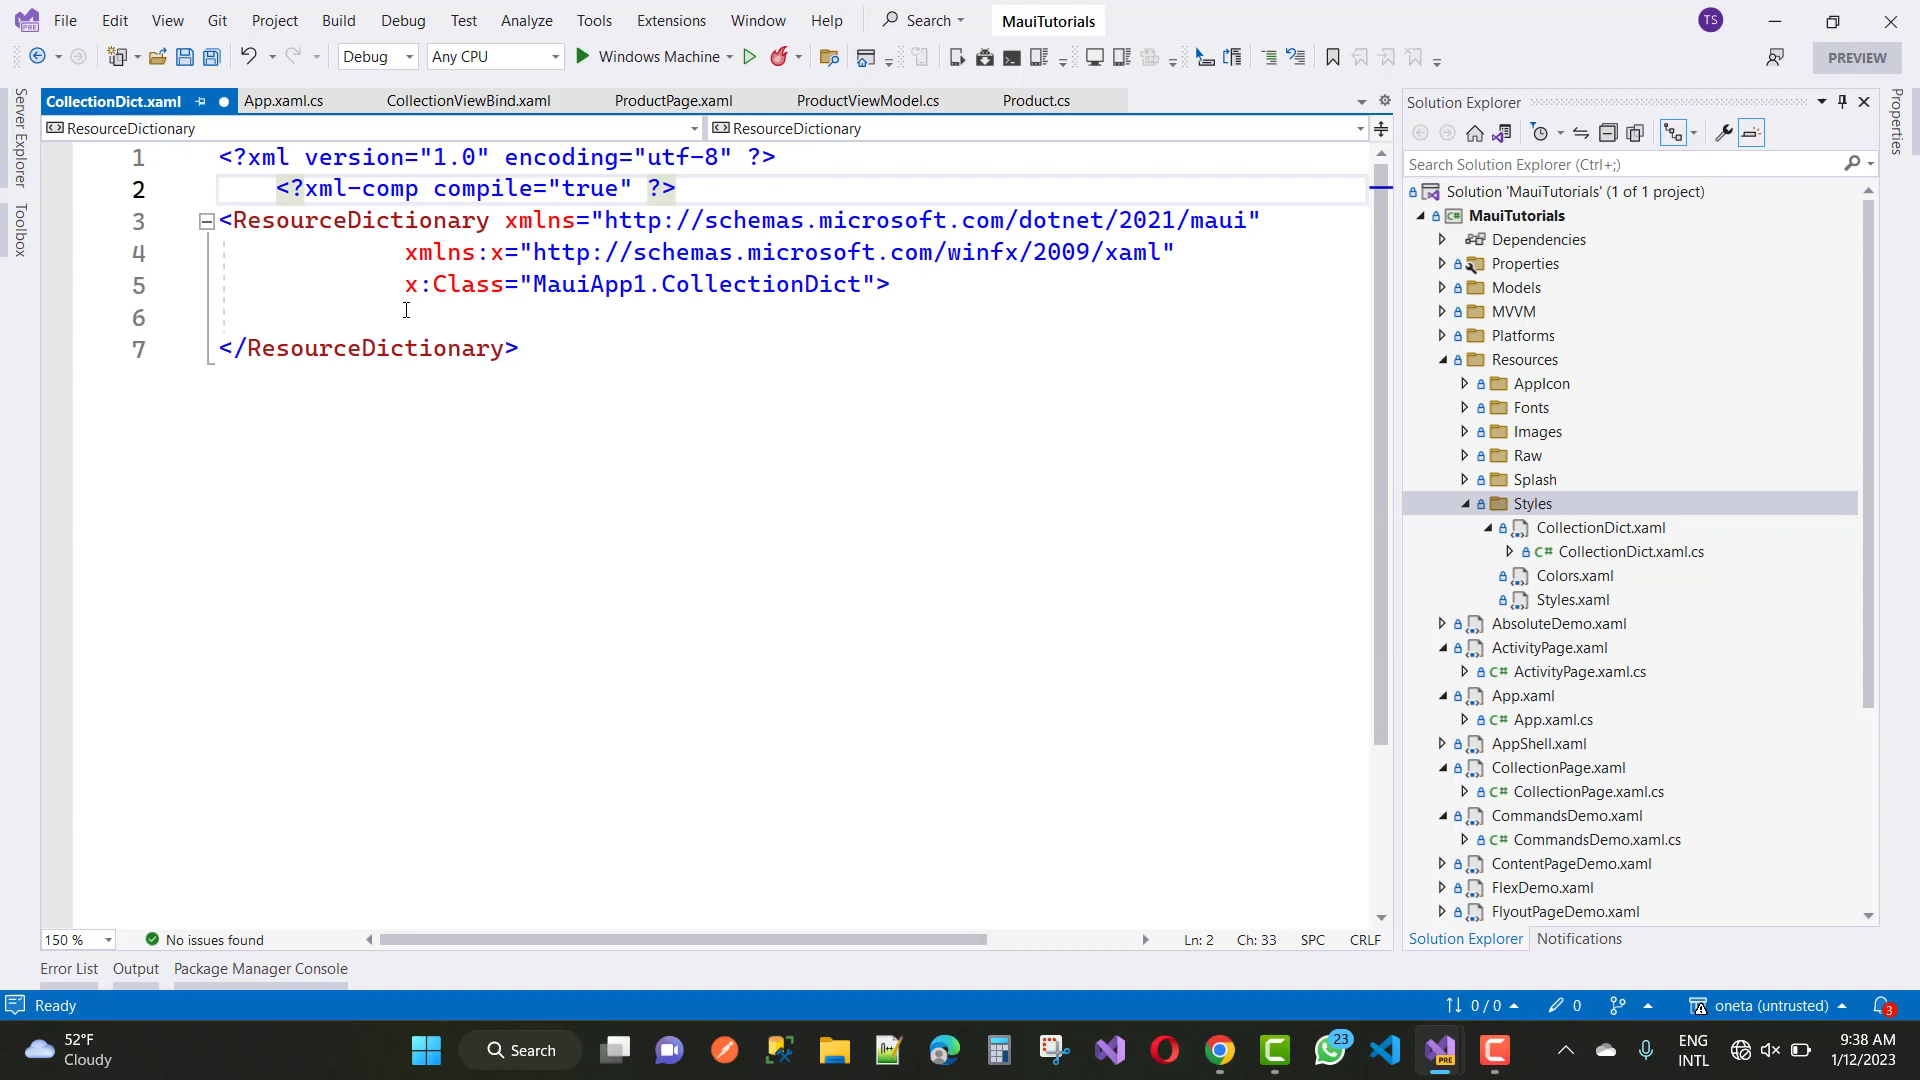 File Edit View Git Project Build Debug Test Analyze Tools Extensions Window Help Search MauiTutorials TS
Debug Any CPU Windows Machine PREVIEW
Server Explorer
Toolbox
CollectionDict.xaml App.xaml.cs CollectionViewBind.xaml ProductPage.xaml ProductViewModel.cs Product.cs
ResourceDictionary ResourceDictionary
1 <?xml version="1.0" encoding="utf-8" ?>
2 <?xml-comp compile="true" ?>
3 <ResourceDictionary xmlns="http://schemas.microsoft.com/dotnet/2021/maui"
4 xmlns:x="http://schemas.microsoft.com/winfx/2009/xaml"
5 x:Class="MauiApp1.CollectionDict">
6
7 </ResourceDictionary>
150 % No issues found Ln: 2 Ch: 33 SPC CRLF
Error List Output Package Manager Console
Solution Explorer
Search Solution Explorer (Ctrl+;)
Solution 'MauiTutorials' (1 of 1 project)
MauiTutorials
Dependencies
Properties
Models
MVVM
Platforms
Resources
AppIcon
Fonts
Images
Raw
Splash
Styles
CollectionDict.xaml
C# CollectionDict.xaml.cs
Colors.xaml
Styles.xaml
AbsoluteDemo.xaml
ActivityPage.xaml
C# ActivityPage.xaml.cs
App.xaml
C# App.xaml.cs
AppShell.xaml
CollectionPage.xaml
C# CollectionPage.xaml.cs
CommandsDemo.xaml
C# CommandsDemo.xaml.cs
ContentPageDemo.xaml
FlexDemo.xaml
FlyoutPageDemo.xaml
Solution Explorer Notifications
Properties
Ready 0 / 0 0 oneta (untrusted) 3
52°F
Cloudy
Search 23 PRE
ENG
INTL
9:38 AM
1/12/2023